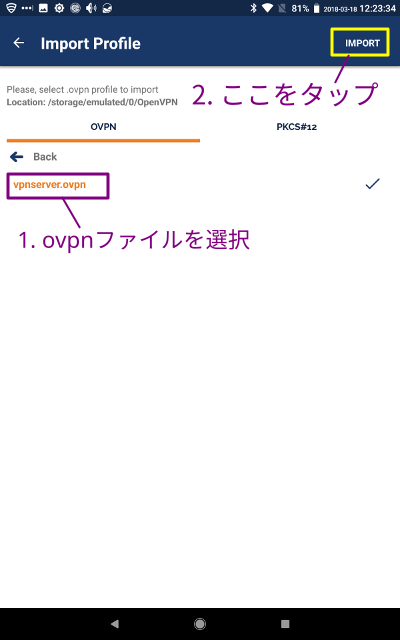 81% 2018-03-18 12:23:34
Import Profile
IMPORT
Please, select .ovpn profile to import
Location: /storage/emulated/0/OpenVPN
2. ここをタップ
OVPN PKCS#12
Back
vpnserver.ovpn
1. ovpnファイルを選択